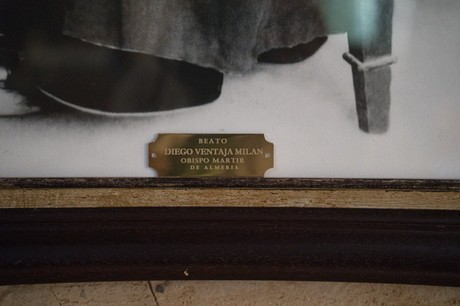 BEATO
DIEGO VENTAJA MILAN
OBISPO MARTIR
DE ALMERIA